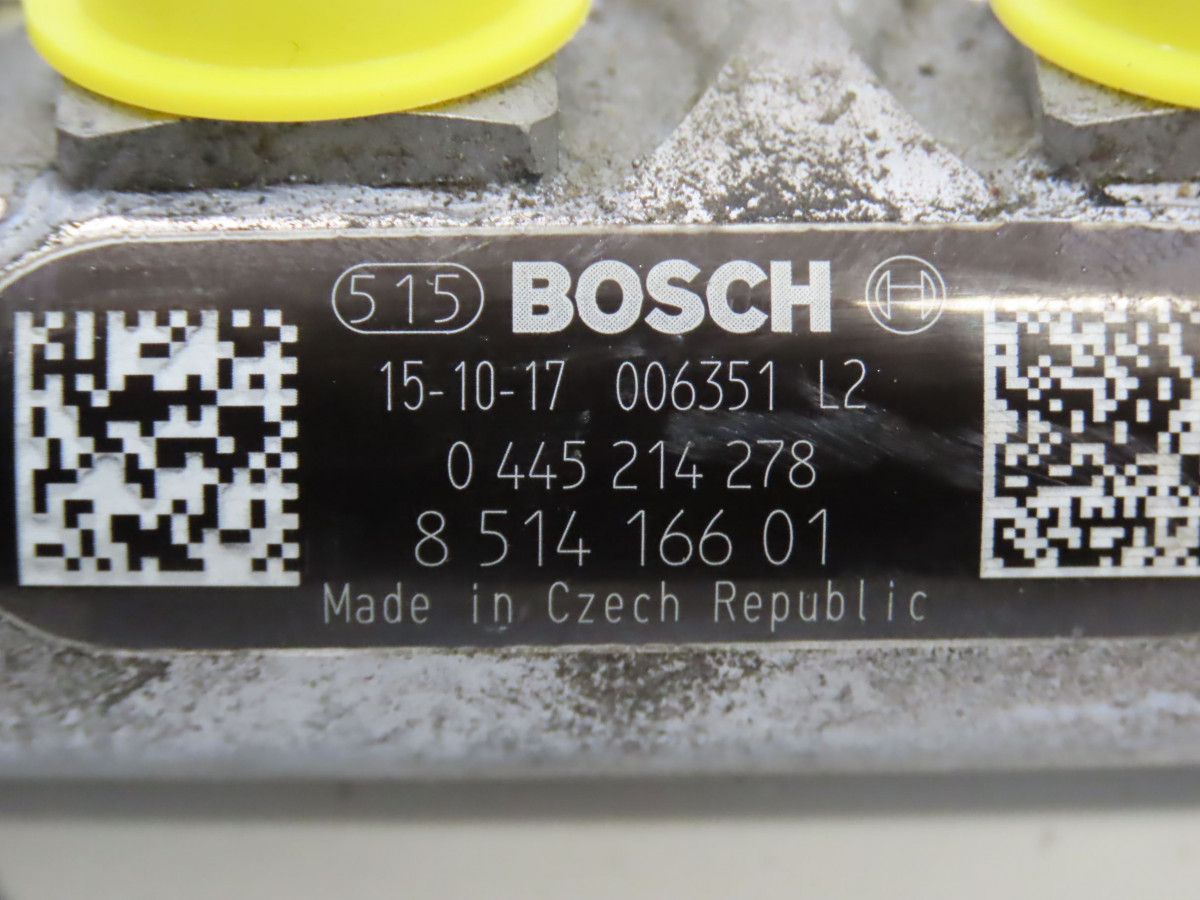 515 BOSCH
15-10-17 006351 L2
0 445 214 278
8 514 166 01
Made in Czech Republic